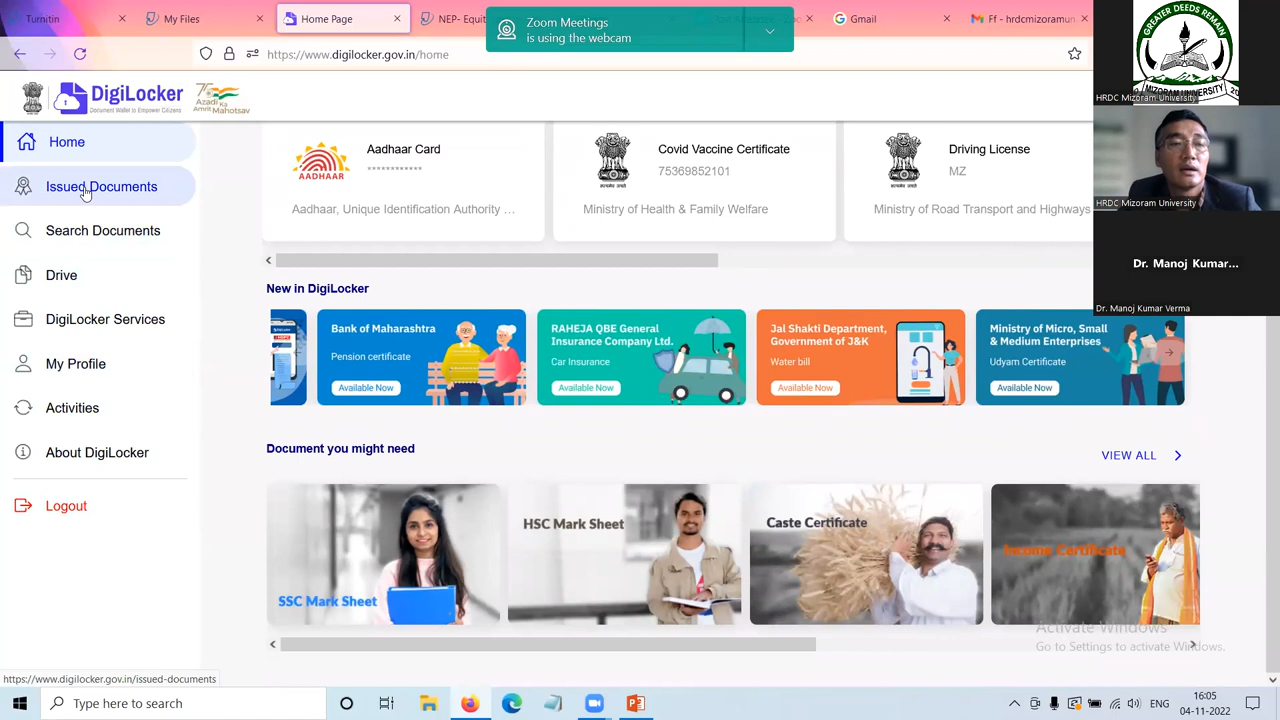 Turnitin
My Files
Home Page
NEP- Equit
Gmail
Ff - hrdcmizoramun
Zoom Meetings
is using the webcam
https://www.digilocker.gov.in/home
GREATER DEEDS REMAIN
HRDC Mizoram University
DigiLocker
Document Wallet to Empower Citizens
Azadi Ka
Amrit Mahotsav
Home
Issued Documents
Search Documents
Drive
DigiLocker Services
My Profile
Activities
About DigiLocker
Logout
Aadhaar Card
************
AADHAAR
Aadhaar, Unique Identification Authority ...
Covid Vaccine Certificate
75369852101
Ministry of Health & Family Welfare
Driving License
MZ
Ministry of Road Transport and Highways
HRDC Mizoram University
Dr. Manoj Kumar...
Dr. Manoj Kumar Verma
New in DigiLocker
Bank of Maharashtra
Pension certificate
Available Now
RAHEJA QBE General
Insurance Company Ltd.
Car Insurance
Available Now
Jal Shakti Department,
Government of J&K
Water bill
Available Now
Ministry of Micro, Small
& Medium Enterprises
Udyam Certificate
Available Now
Document you might need
VIEW ALL
SSC Mark Sheet
HSC Mark Sheet
Caste Certificate
Income Certificate
Activate Windows
Go to Settings to activate Windows.
https://www.digilocker.gov.in/issued-documents
Type here to search
ENG
16:05
04-11-2022